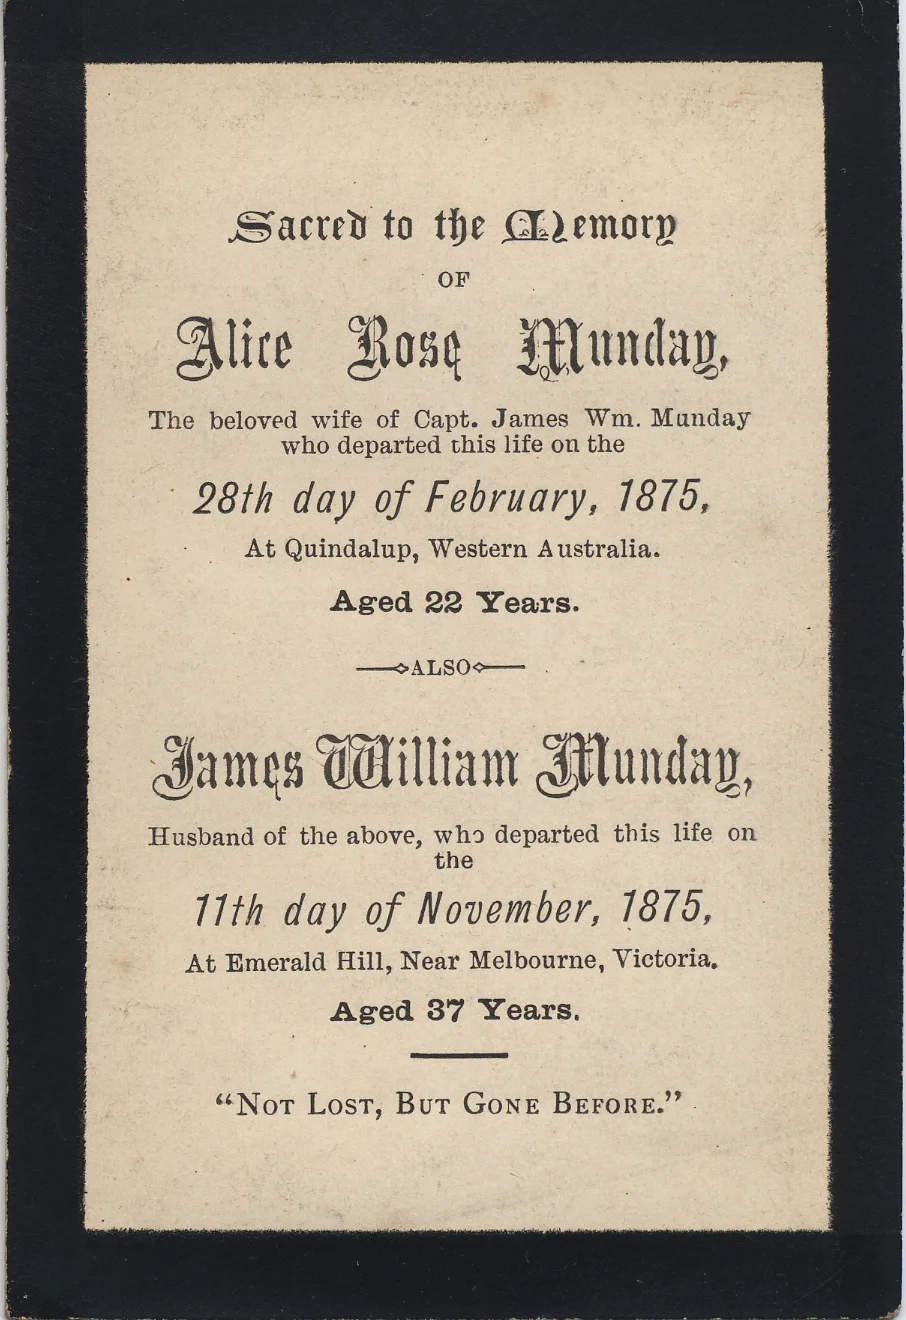 Sacred to the Memory
OF
Alice Rose Munday,
The beloved wife of Capt. James Wm. Munday
who departed this life on the
28th day of February, 1875,
At Quindalup, Western Australia.
Aged 22 Years.
ALSO
James William Munday,
Husband of the above, who departed this life on
the
11th day of November, 1875,
At Emerald Hill, Near Melbourne, Victoria.
Aged 37 Years.
“Not Lost, But Gone Before.”